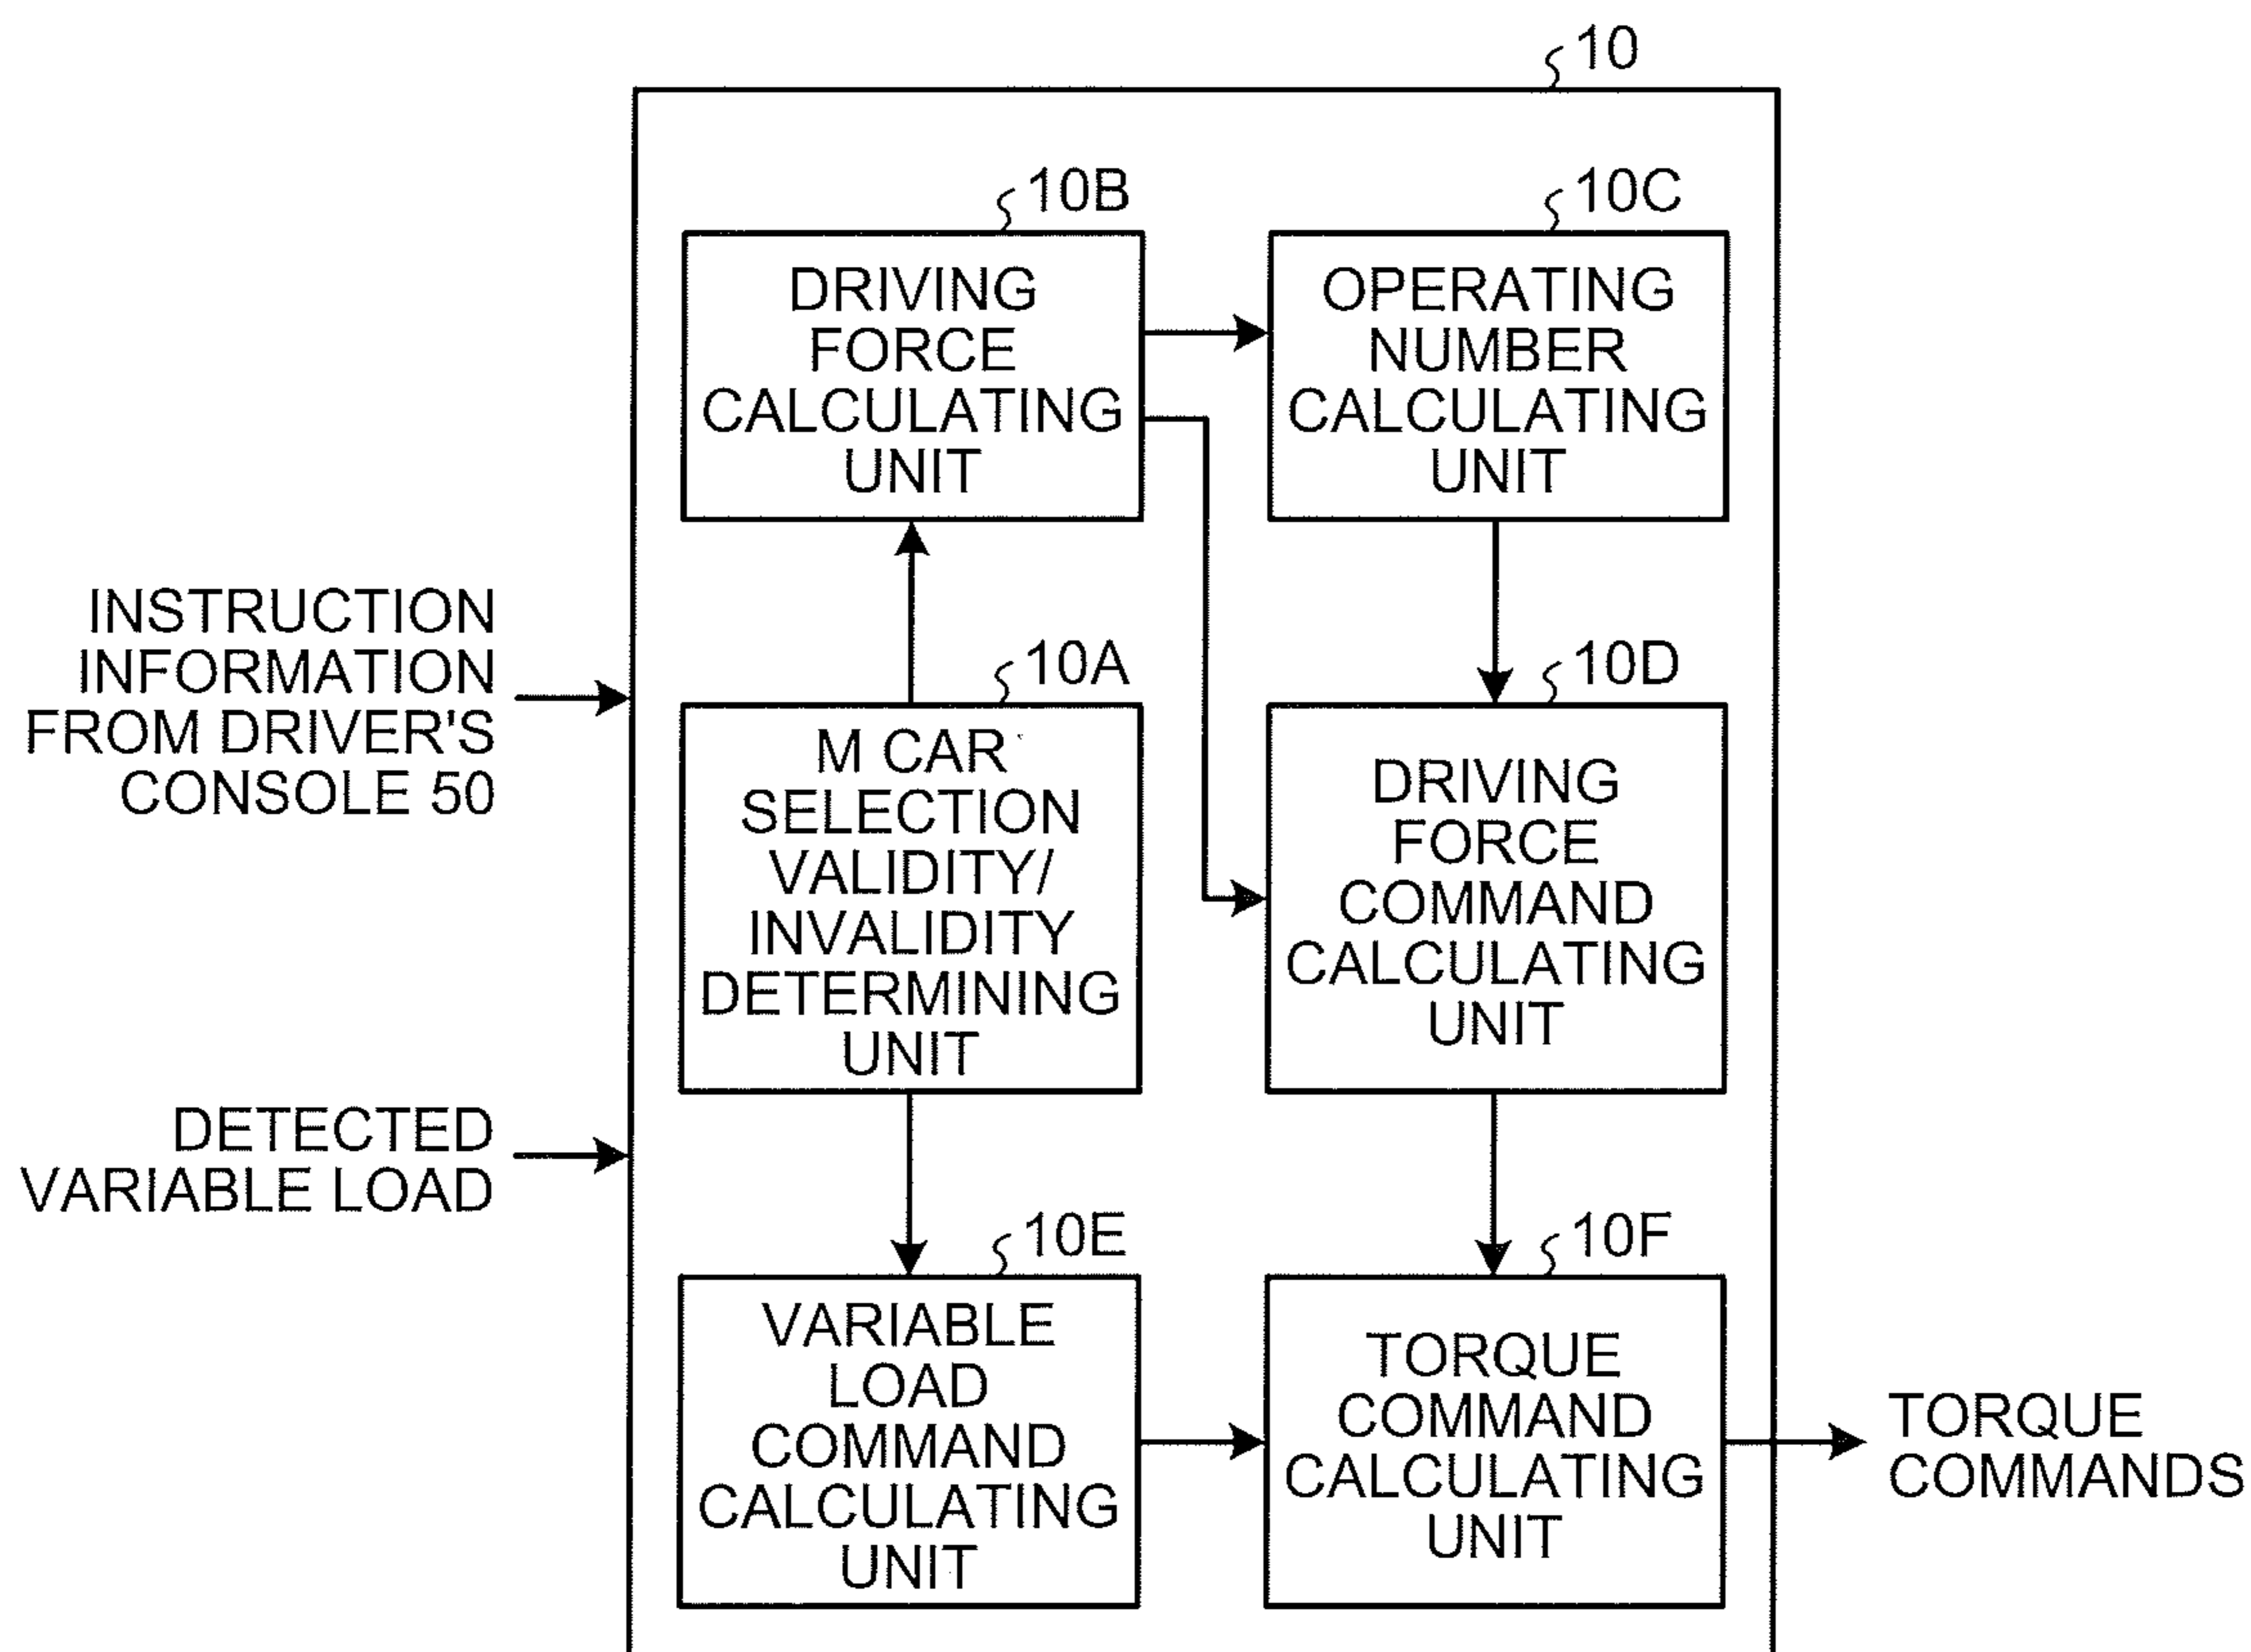 10
10B
DRIVING
FORCE
CALCULATING
UNIT
10C
OPERATING
NUMBER
CALCULATING
UNIT
INSTRUCTION
INFORMATION
FROM DRIVER'S
CONSOLE 50
10A
M CAR
SELECTION
VALIDITY/
INVALIDITY
DETERMINING
UNIT
10D
DRIVING
FORCE
COMMAND
CALCULATING
UNIT
DETECTED
VARIABLE LOAD
10E
VARIABLE
LOAD
COMMAND
CALCULATING
UNIT
10F
TORQUE
COMMAND
CALCULATING
UNIT
TORQUE
COMMANDS